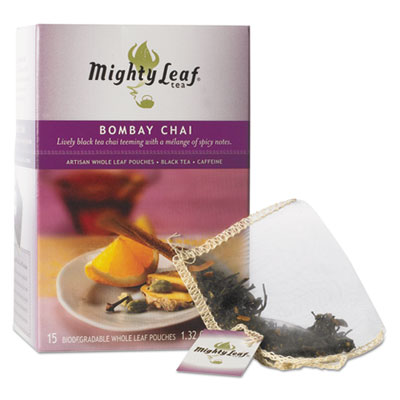 Mighty Leaf®
tea
BOMBAY CHAI
Lively black tea chai teeming with a mélange of spicy notes.
ARTISAN WHOLE LEAF POUCHES • BLACK TEA • CAFFEINE
15 BIODEGRADABLE WHOLE LEAF POUCHES 1.32
Mighty Leaf